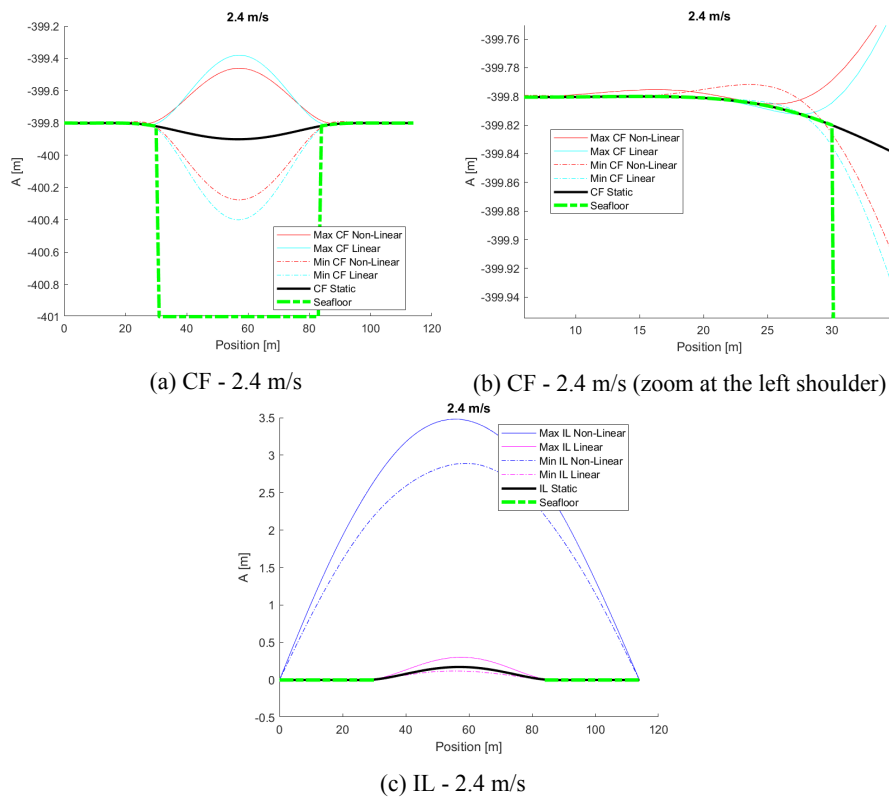 2.4 m/s
-399.2
-399.4
-399.6
-399.8
-400
-400.2
-400.4
-400.6
-400.8
-401
A [m]
Max CF Non-Linear
Max CF Linear
Min CF Non-Linear
Min CF Linear
CF Static
Seafloor
0 20 40 60 80 100 120
Position [m]
(a) CF - 2.4 m/s
2.4 m/s
-399.76
-399.78
-399.8
-399.82
-399.84
-399.86
-399.88
-399.9
-399.92
-399.94
A [m]
Max CF Non-Linear
Max CF Linear
Min CF Non-Linear
Min CF Linear
CF Static
Seafloor
10 15 20 25 30
Position [m]
(b) CF - 2.4 m/s (zoom at the left shoulder)
2.4 m/s
3.5
3
2.5
2
1.5
1
0.5
0
-0.5
A [m]
Max IL Non-Linear
Max IL Linear
Min IL Non-Linear
Min IL Linear
IL Static
Seafloor
0 20 40 60 80 100 120
Position [m]
(c) IL - 2.4 m/s